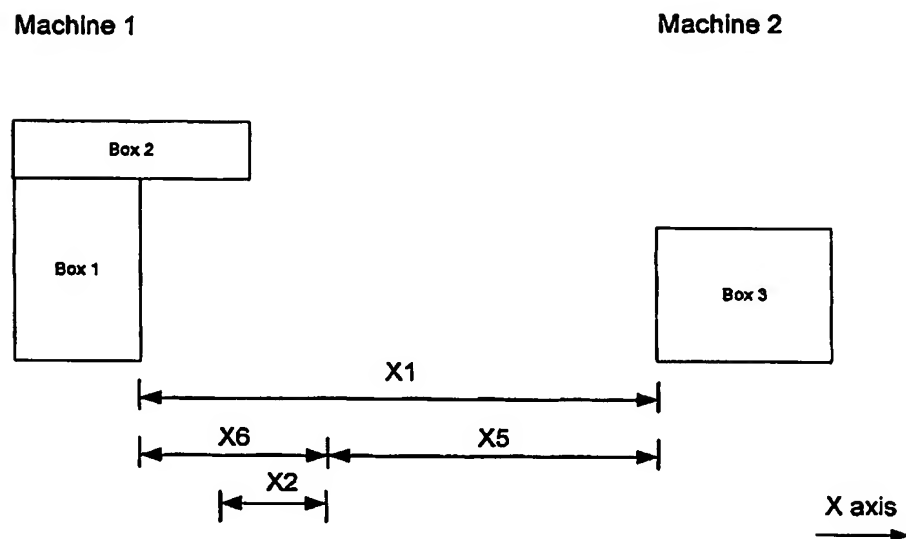 Machine 1
Machine 2
Box 2
Box 1
Box 3
X1
X6
X5
X2
X axis